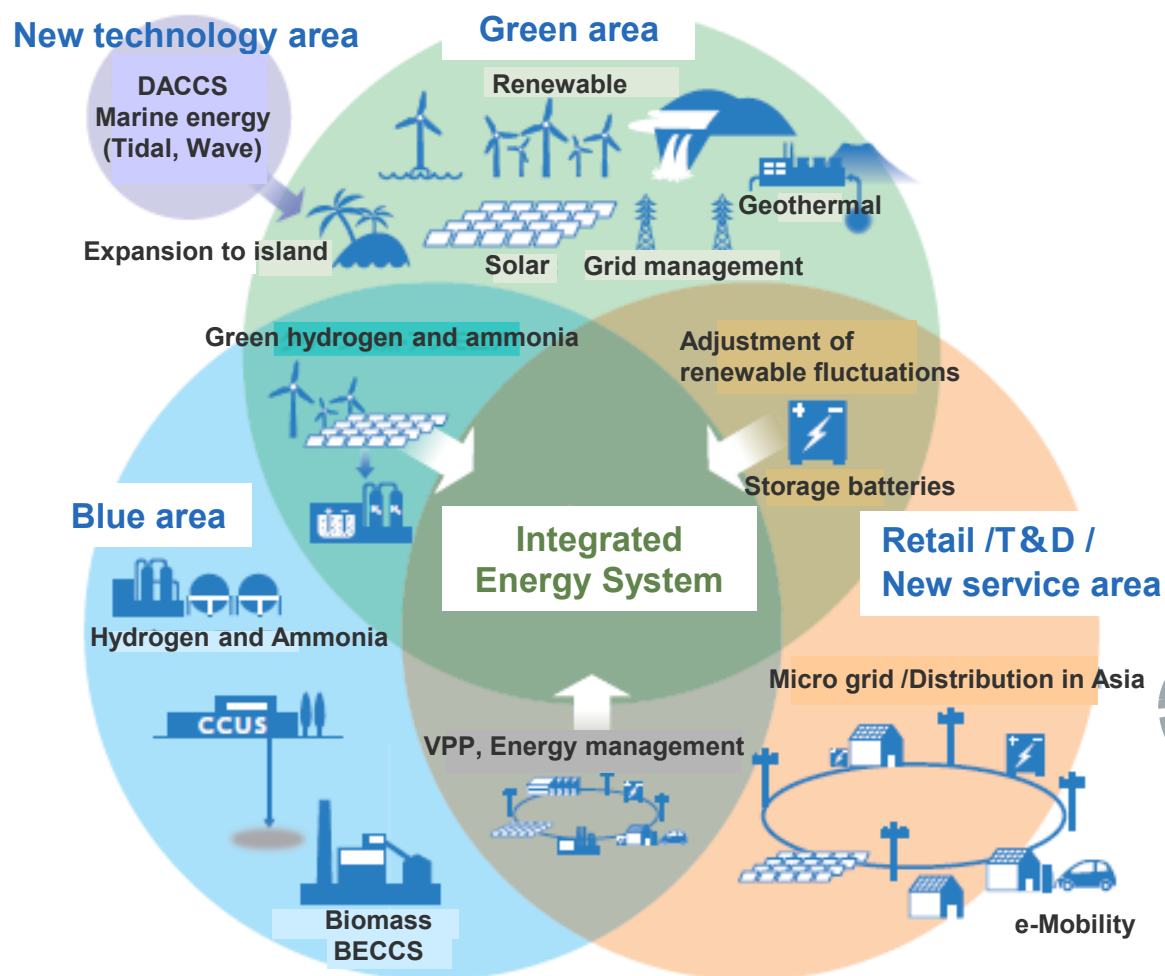 New technology area
Green area
DACCS
Marine energy
(Tidal, Wave)
Renewable
Geothermal
Expansion to island
Solar
Grid management
Green hydrogen and ammonia
Adjustment of
renewable fluctuations
Storage batteries
Blue area
Integrated
Energy System
Retail /T&D /
New service area
Hydrogen and Ammonia
Micro grid /Distribution in Asia
CCUS
VPP, Energy management
Biomass
BECCS
e-Mobility